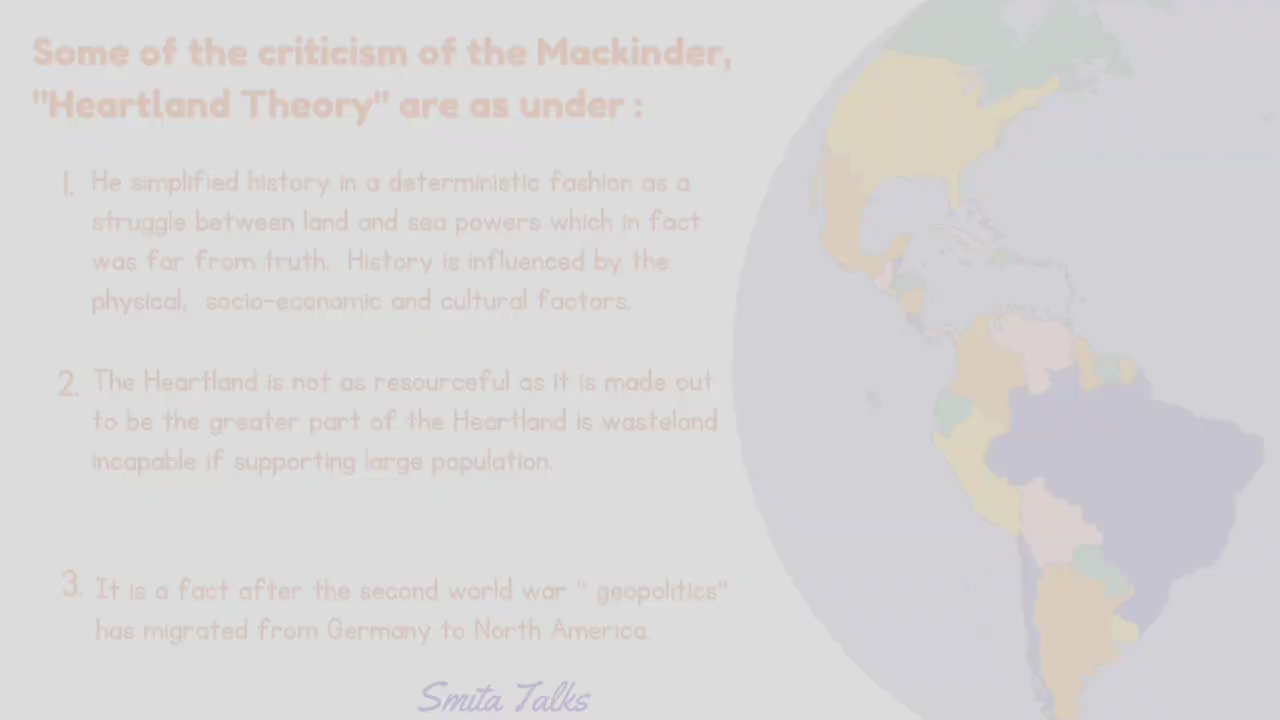 Some of the criticism of the Mackinder,
"Heartland Theory" are as under :
1. He simplified history in a deterministic fashion as a
struggle between land and sea powers which in fact
was far from truth. History is influenced by the
physical, socio-economic and cultural factors.
2. The Heartland is not as resourceful as it is made out
to be the greater part of the Heartland is wasteland
incapable if supporting large population.
3. It is a fact after the second world war " geopolitics"
has migrated from Germany to North America.
Smita Talks